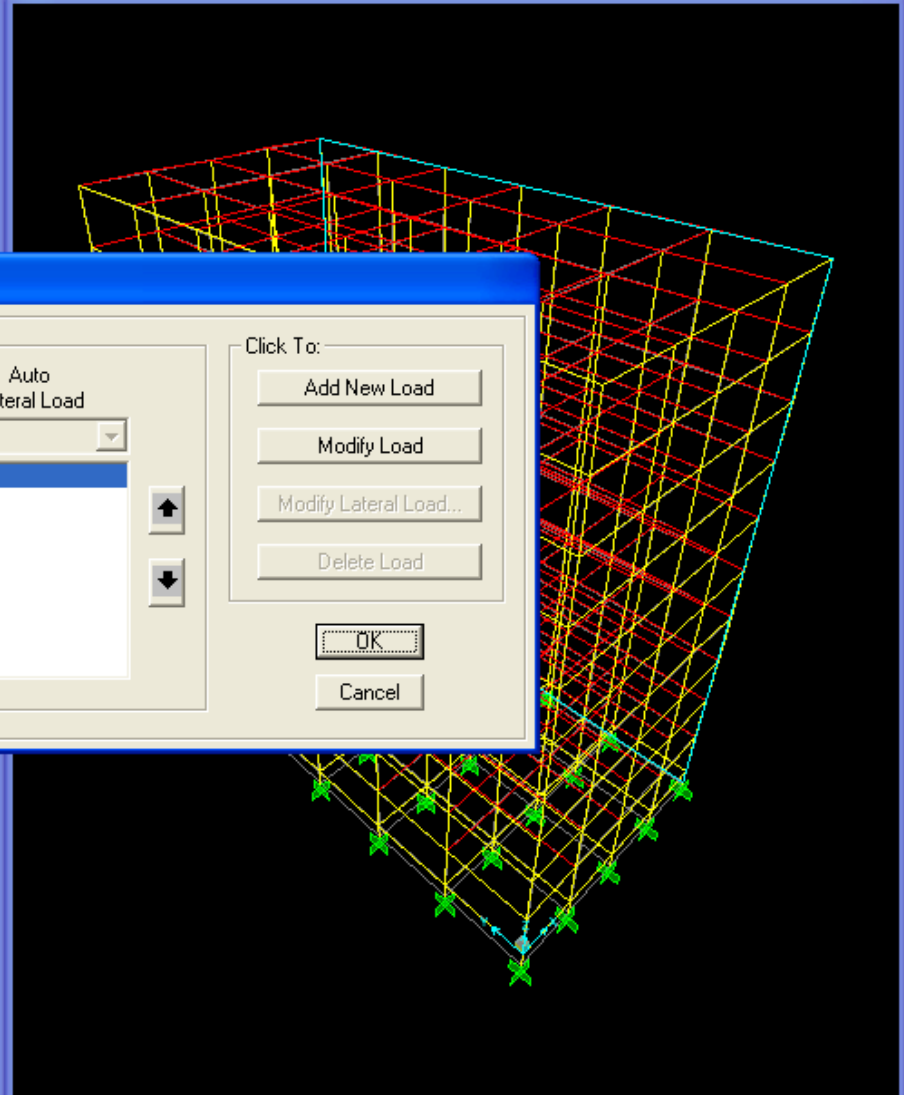 Click To:
Auto
teral Load
Add New Load
Modify Load
Modify Lateral Load...
Delete Load
OK
Cancel